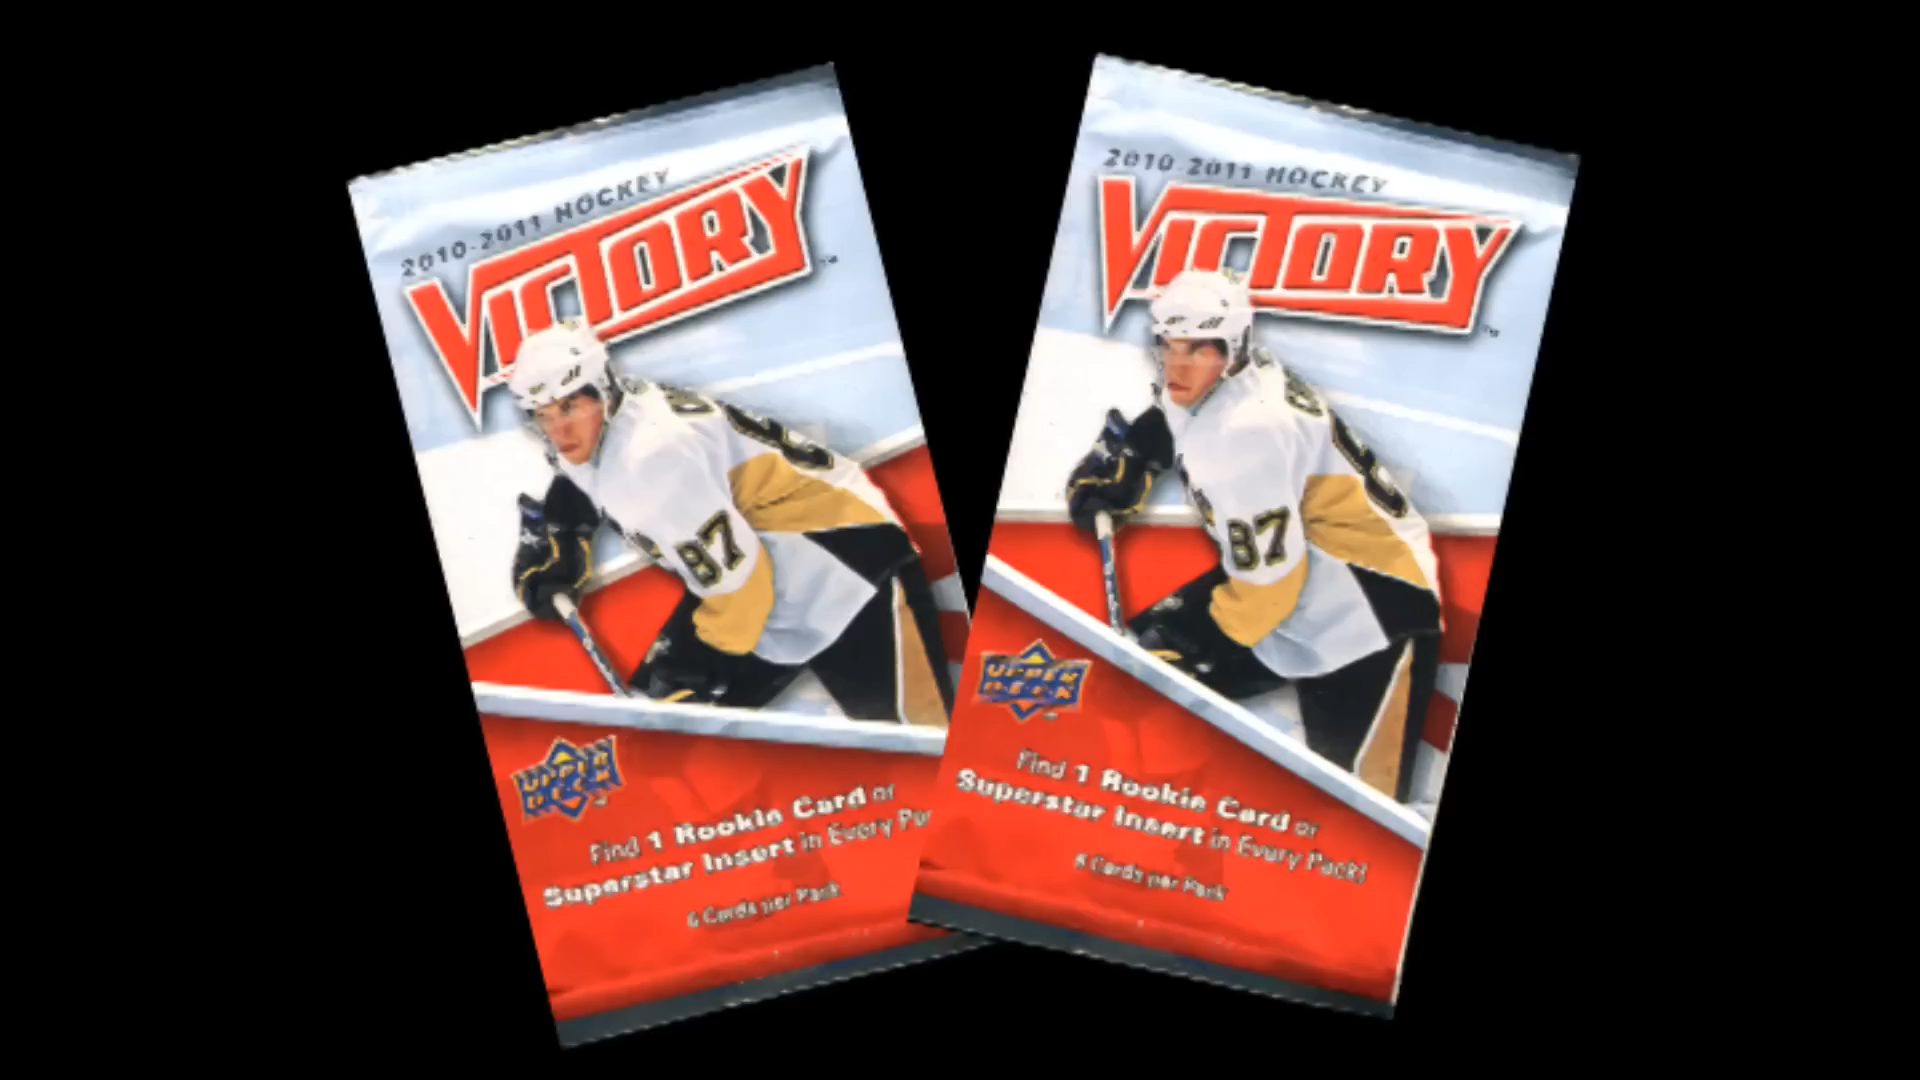 2010-2011 HOCKEY
VICTORY
TM
87
UPPER
DECK
Find 1 Rookie Card or
Superstar Insert in Every
6 Cards per Pack
2010-2011 HOCKEY
VICTORY
TM
87
UPPER
DECK
Find 1 Rookie Card or
Superstar Insert in Every Pack!
6 Cards per Pack